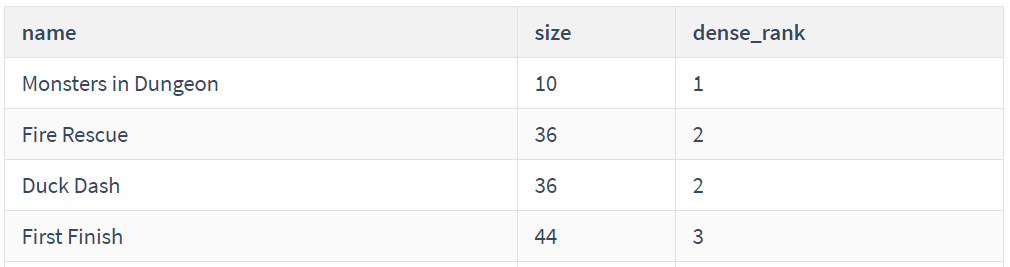 name size dense_rank
Monsters in Dungeon 10 1
Fire Rescue 36 2
Duck Dash 36 2
First Finish 44 3